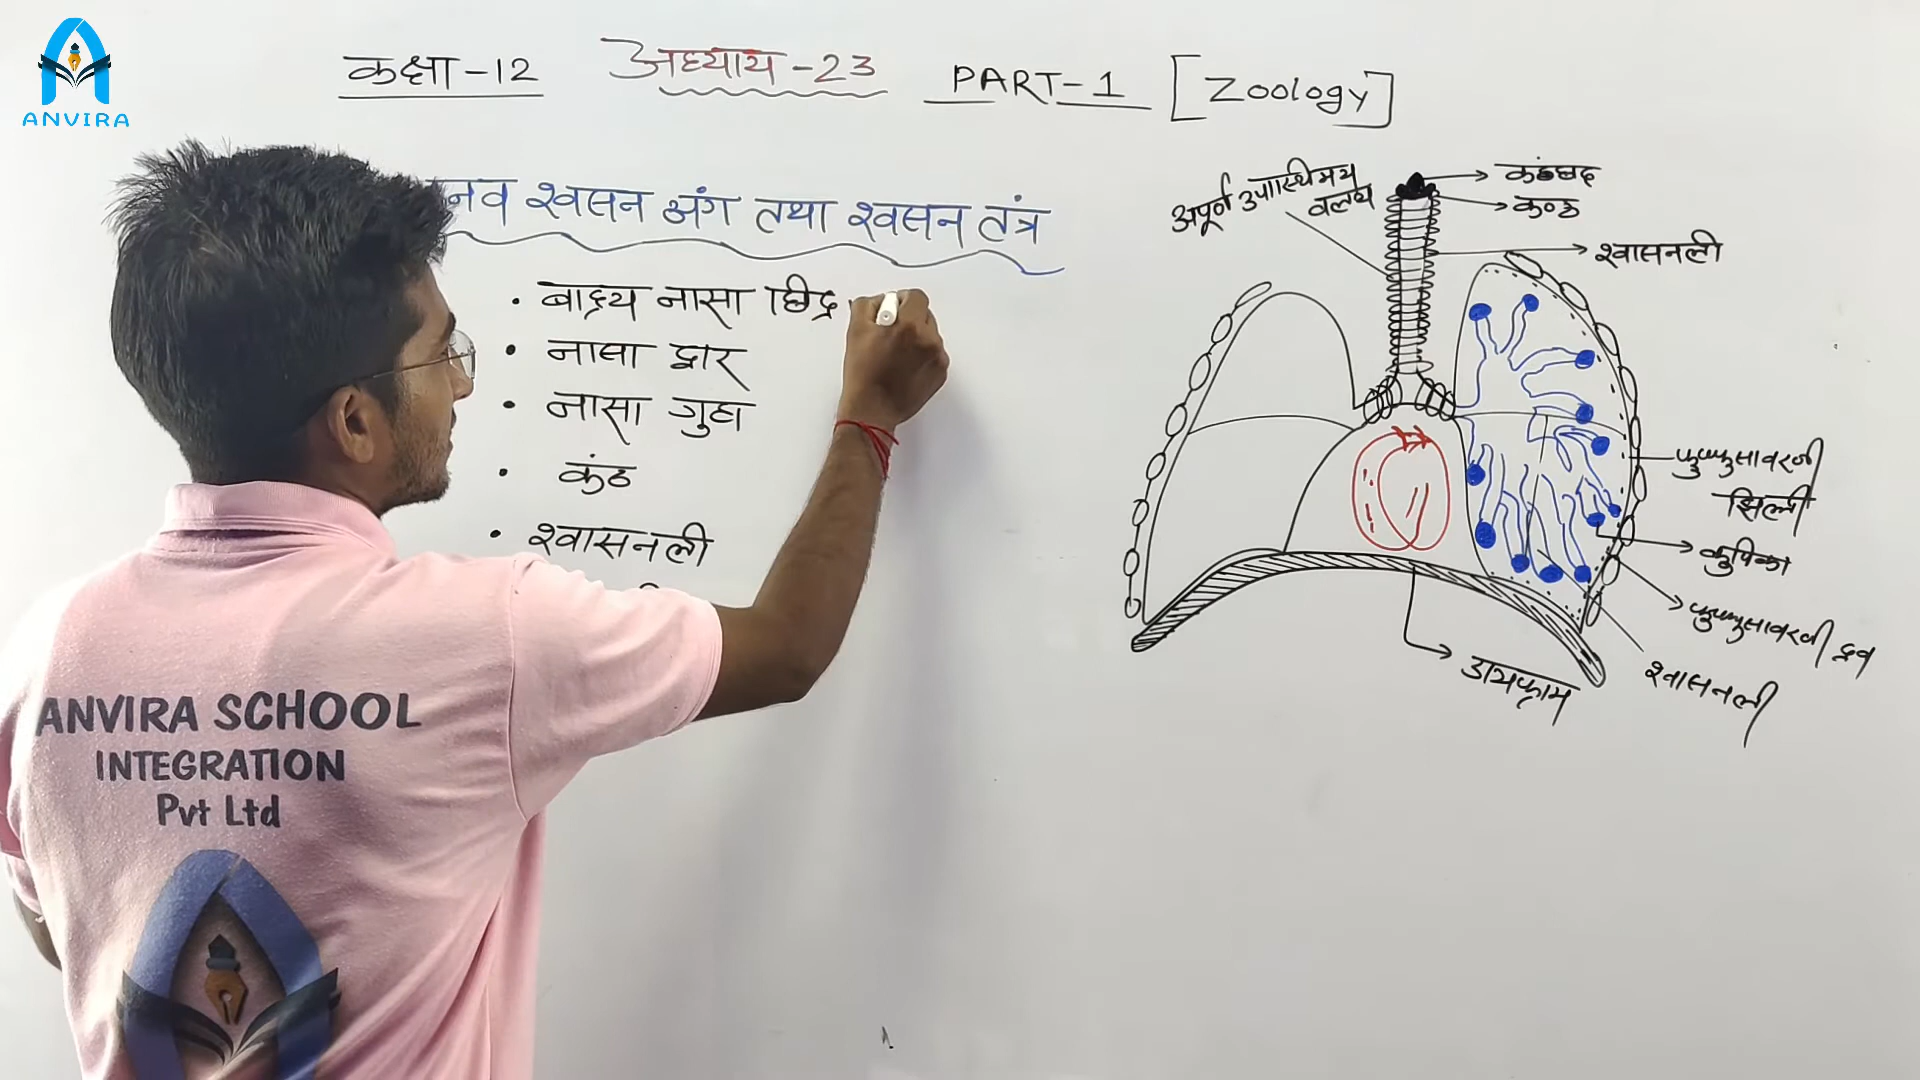 ANVIRA
कक्षा -12 अध्याय -23 PART-1 [Zoology]
नव श्वसन अंग तथा श्वसन तंत्र
• बाह्य नासा छिद्र
• नासा द्वार
• नासा गुहा
• कंठ
• श्वासनली
अपूर्ण उपास्थिमय
वलय
कंठच्छद
कण्ठ
श्वासनली
फुफ्फुसावरणी
झिल्ली
कुपिका
फुफ्फुसावरणी द्रव
श्वासनली
डायफ्राम
ANVIRA SCHOOL
INTEGRATION
Pvt Ltd